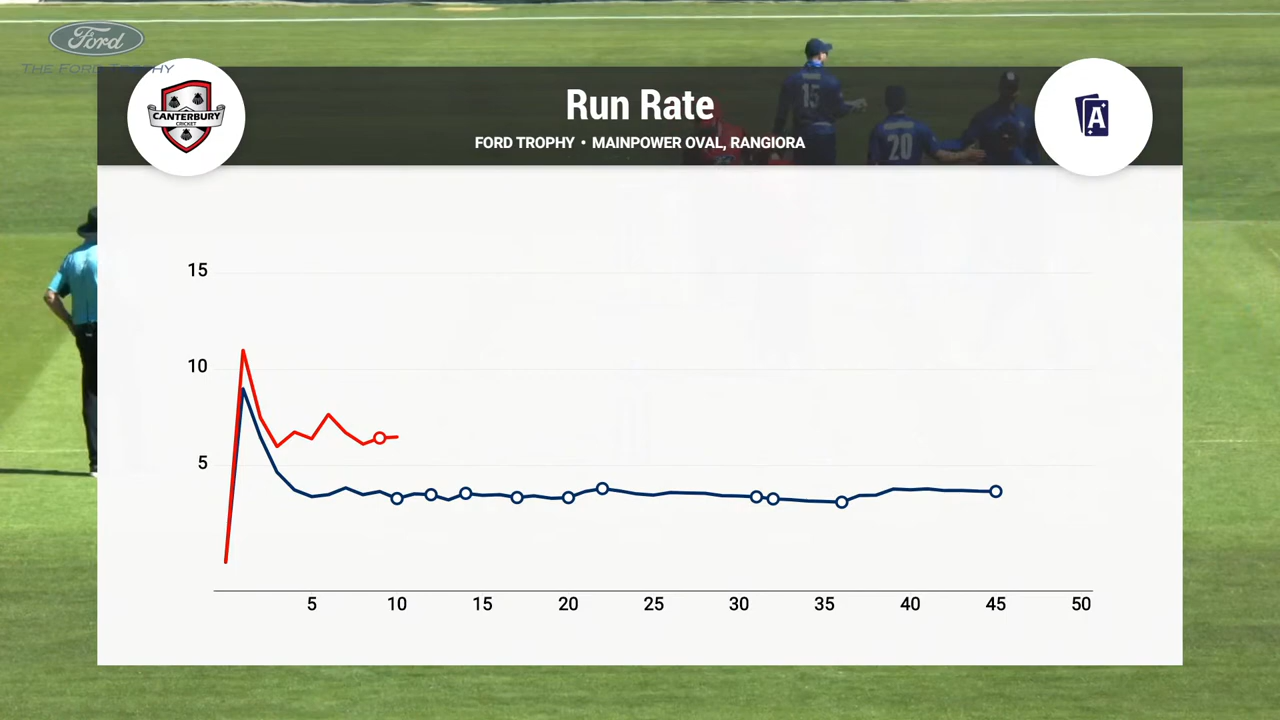 Ford
THE FORD TROPHY
CANTERBURY
CRICKET
Run Rate
FORD TROPHY • MAINPOWER OVAL, RANGIORA
A
15
20
15
10
5
5 10 15 20 25 30 35 40 45 50